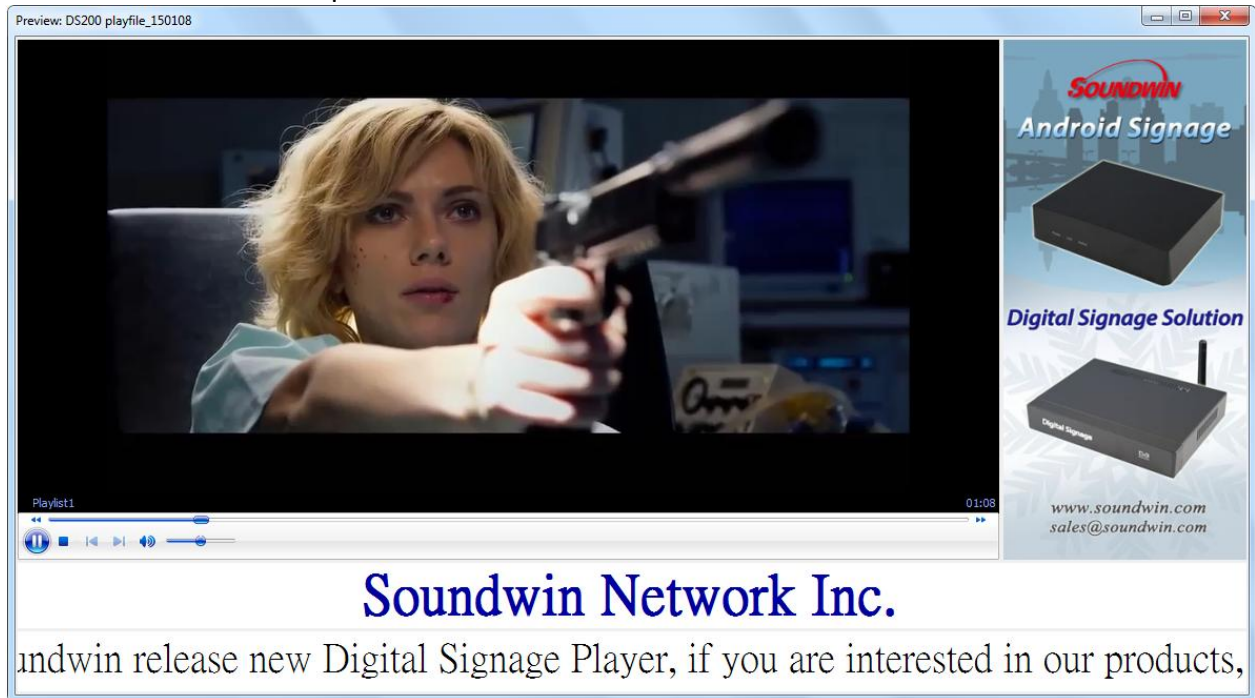 Preview: DS200 playfile_150108
SOUNDWIN
Android Signage
Digital Signage Solution
Digital Signage
www.soundwin.com
sales@soundwin.com
Playlist1
01:08
Soundwin Network Inc.
undwin release new Digital Signage Player, if you are interested in our products,